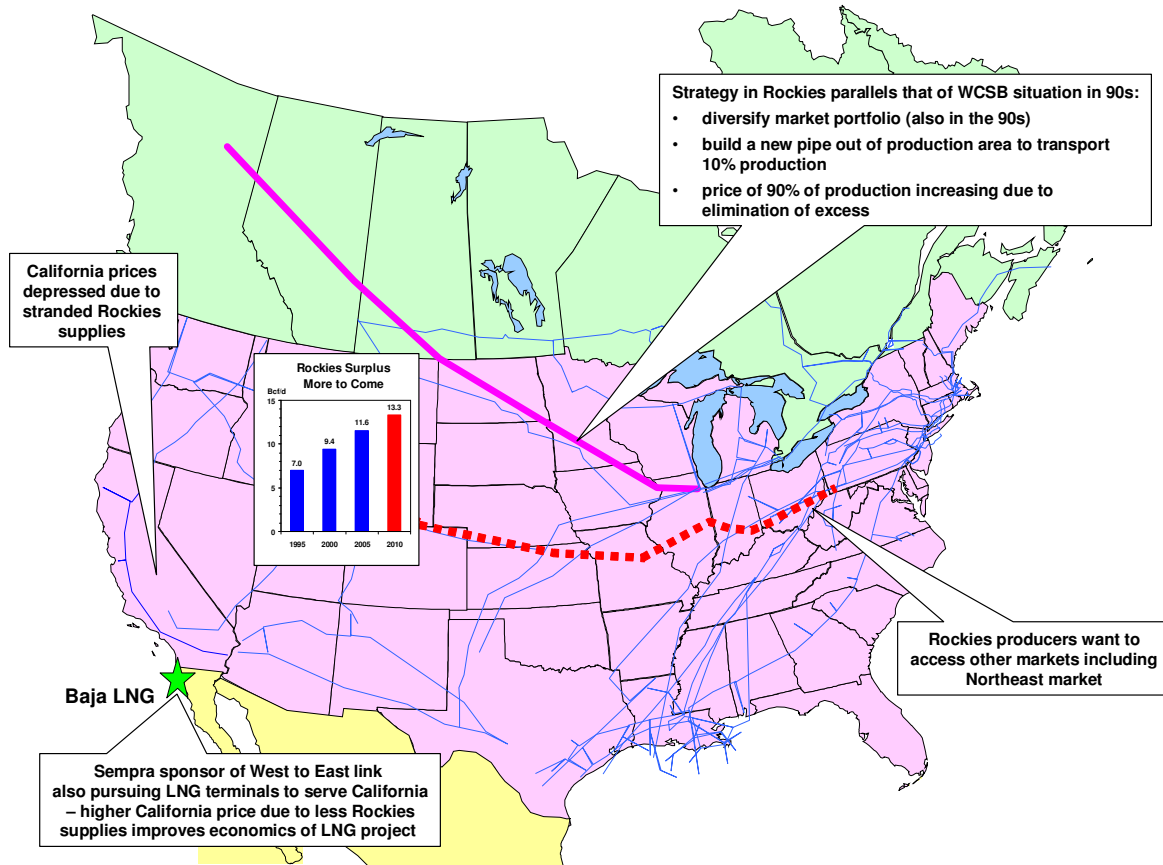 Strategy in Rockies parallels that of WCSB situation in 90s:
• diversify market portfolio (also in the 90s)
• build a new pipe out of production area to transport
10% production
• price of 90% of production increasing due to
elimination of excess
California prices
depressed due to
stranded Rockies
supplies
Rockies Surplus
More to Come
Bcf/d
15
10
5
0
7.0
9.4
11.6
13.3
1995 2000 2005 2010
Rockies producers want to
access other markets including
Northeast market
Baja LNG
Sempra sponsor of West to East link
also pursuing LNG terminals to serve California
– higher California price due to less Rockies
supplies improves economics of LNG project